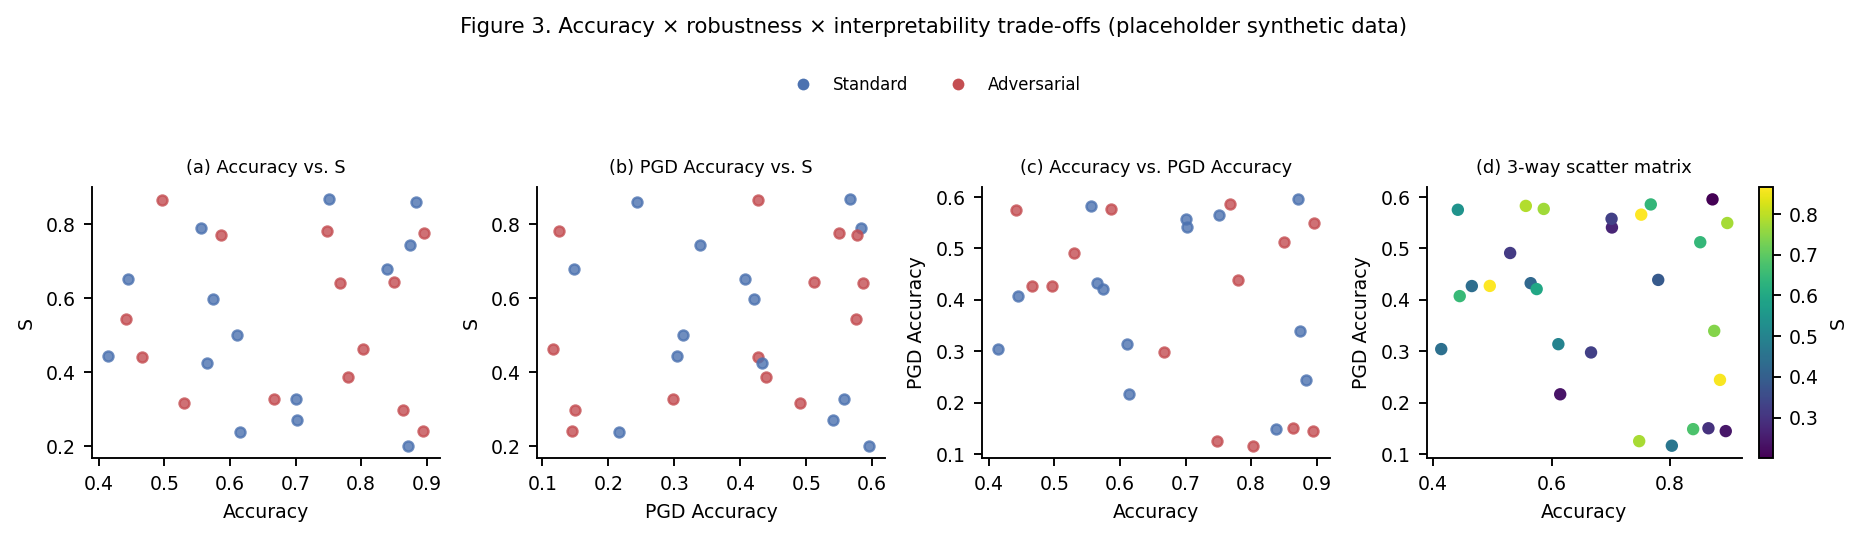 Figure 3. Accuracy × robustness × interpretability trade-offs (placeholder synthetic data)
Standard
Adversarial
(a) Accuracy vs. S
S
0.8
0.6
0.4
0.2
0.4 0.5 0.6 0.7 0.8 0.9
Accuracy
(b) PGD Accuracy vs. S
S
0.8
0.6
0.4
0.2
0.1 0.2 0.3 0.4 0.5 0.6
PGD Accuracy
(c) Accuracy vs. PGD Accuracy
PGD Accuracy
0.6
0.5
0.4
0.3
0.2
0.1
0.4 0.5 0.6 0.7 0.8 0.9
Accuracy
(d) 3-way scatter matrix
PGD Accuracy
0.6
0.5
0.4
0.3
0.2
0.1
0.4 0.6 0.8
Accuracy
0.8
0.7
0.6
0.5
0.4
0.3
S